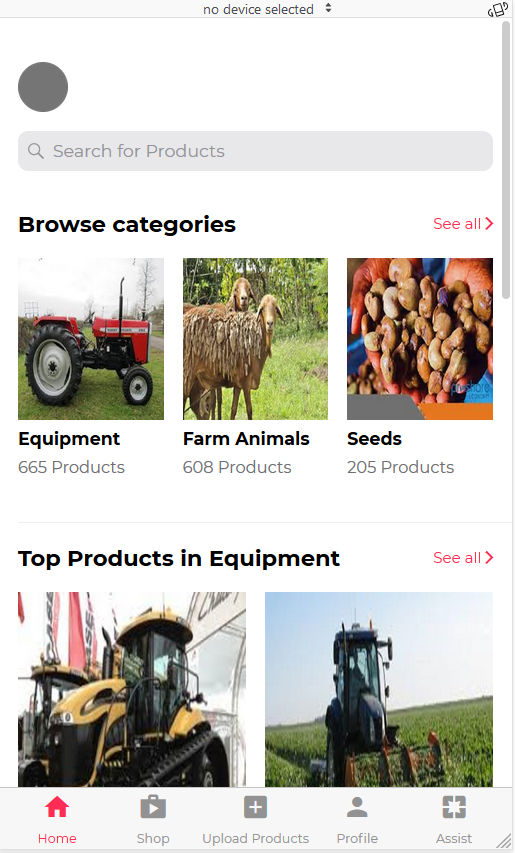 no device selected
Search for Products
Browse categories
See all
Equipment
665 Products
Farm Animals
608 Products
Seeds
205 Products
Top Products in Equipment
See all
Home
Shop
Upload Products
Profile
Assist